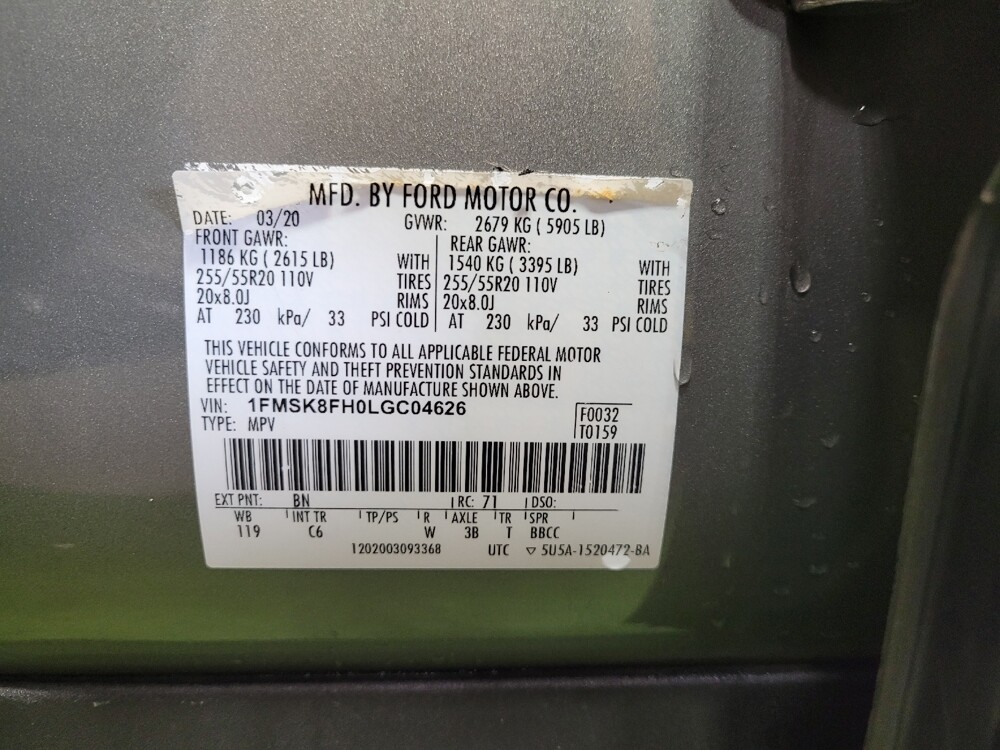 MFD. BY FORD MOTOR CO.
DATE: 03/20 GVWR: 2679 KG ( 5905 LB)
FRONT GAWR: REAR GAWR:
1186 KG ( 2615 LB) WITH 1540 KG ( 3395 LB) WITH
255/55R20 110V TIRES 255/55R20 110V TIRES
20x8.0J RIMS 20x8.0J RIMS
AT 230 kPa/ 33 PSI COLD AT 230 kPa/ 33 PSI COLD
THIS VEHICLE CONFORMS TO ALL APPLICABLE FEDERAL MOTOR
VEHICLE SAFETY AND THEFT PREVENTION STANDARDS IN
EFFECT ON THE DATE OF MANUFACTURE SHOWN ABOVE.
VIN: 1FMSK8FH0LGC04626 F0032
TYPE: MPV T0159
EXT PNT: BN RC: 71 DSO:
WB INT TR TP/PS R AXLE TR SPR
119 C6 W 3B T BBCC
1202003093368 UTC ▽ 5U5A-1520472-BA